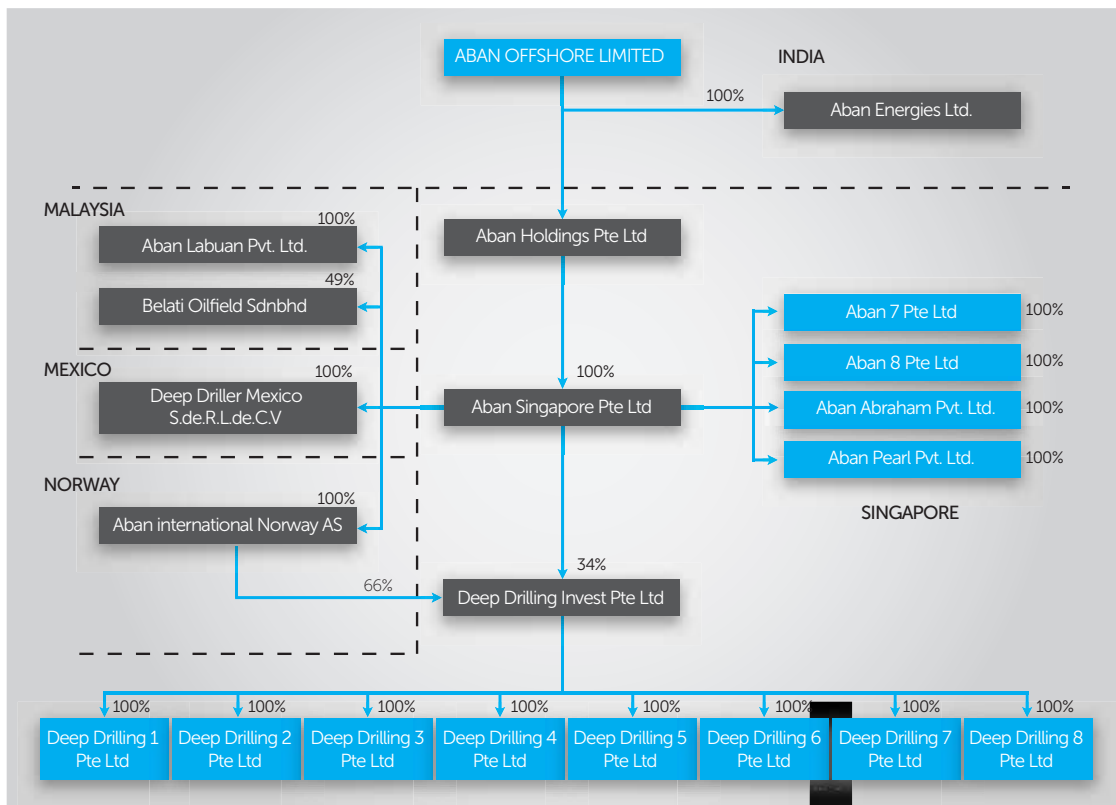 ABAN OFFSHORE LIMITED
INDIA
100%
Aban Energies Ltd.
MALAYSIA
100%
Aban Labuan Pvt. Ltd.
49%
Belati Oilfield Sdnbhd
Aban Holdings Pte Ltd
Aban 7 Pte Ltd
100%
Aban 8 Pte Ltd
100%
Aban Abraham Pvt. Ltd.
100%
Aban Pearl Pvt. Ltd.
100%
SINGAPORE
MEXICO
100%
Deep Driller Mexico
S.de.R.L.de.C.V
100%
Aban Singapore Pte Ltd
NORWAY
100%
Aban international Norway AS
66%
34%
Deep Drilling Invest Pte Ltd
100%
Deep Drilling 1
Pte Ltd
100%
Deep Drilling 2
Pte Ltd
100%
Deep Drilling 3
Pte Ltd
100%
Deep Drilling 4
Pte Ltd
100%
Deep Drilling 5
Pte Ltd
100%
Deep Drilling 6
Pte Ltd
100%
Deep Drilling 7
Pte Ltd
100%
Deep Drilling 8
Pte Ltd